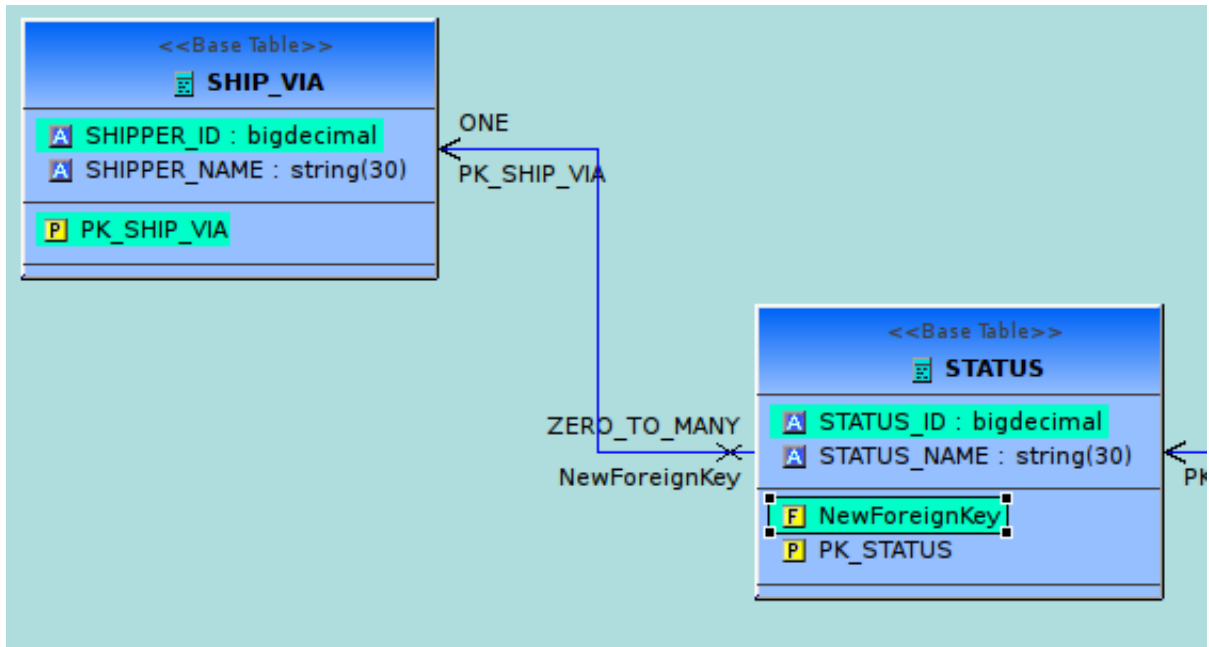 <<Base Table>>
SHIP_VIA
A SHIPPER_ID : bigdecimal
A SHIPPER_NAME : string(30)
P PK_SHIP_VIA
ONE
PK_SHIP_VIA
ZERO_TO_MANY
NewForeignKey
<<Base Table>>
STATUS
A STATUS_ID : bigdecimal
A STATUS_NAME : string(30)
F NewForeignKey
P PK_STATUS
PK